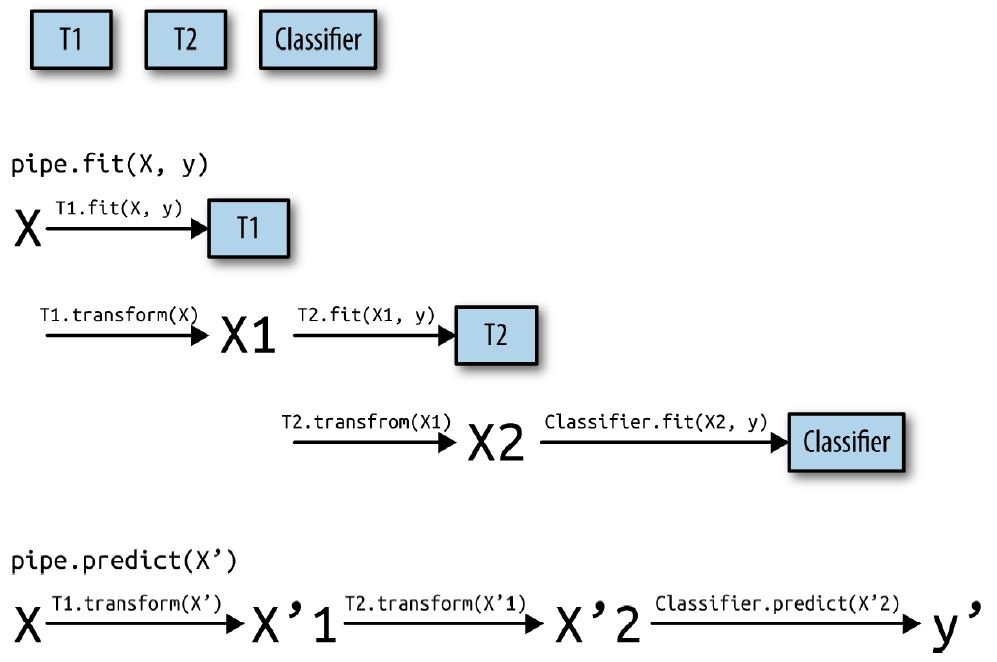 T1 T2 Classifier
pipe.fit(X, y)
X T1.fit(X, y) T1
T1.transform(X) X1 T2.fit(X1, y) T2
T2.transfrom(X1) X2 Classifier.fit(X2, y) Classifier
pipe.predict(X’)
X T1.transform(X’) X’1 T2.transform(X’1) X’2 Classifier.predict(X’2) y’